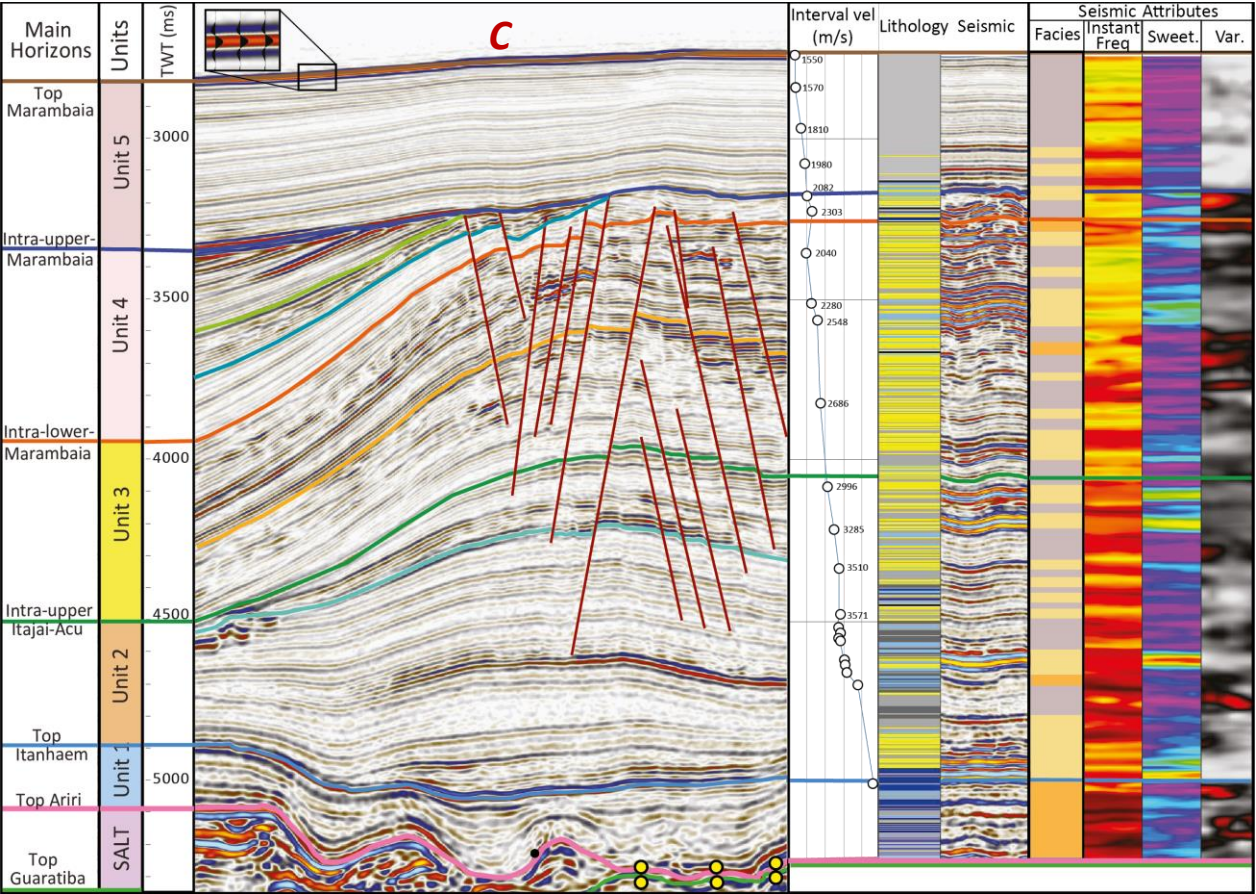 Main
Horizons
Units
TWT (ms)
C
Interval vel
(m/s)
Lithology
Seismic
Seismic Attributes
Facies
Instant
Freq
Sweet.
Var.
Top
Marambaia
Intra-upper-
Marambaia
Intra-lower-
Marambaia
Intra-upper
Itajai-Acu
Top
Itanhaem
Top Ariri
Top
Guaratiba
Unit 5
Unit 4
Unit 3
Unit 2
Unit 1
SALT
3000
3500
4000
4500
5000
1550
1570
1810
1980
2082
2303
2040
2280
2548
2686
2996
3285
3510
3571